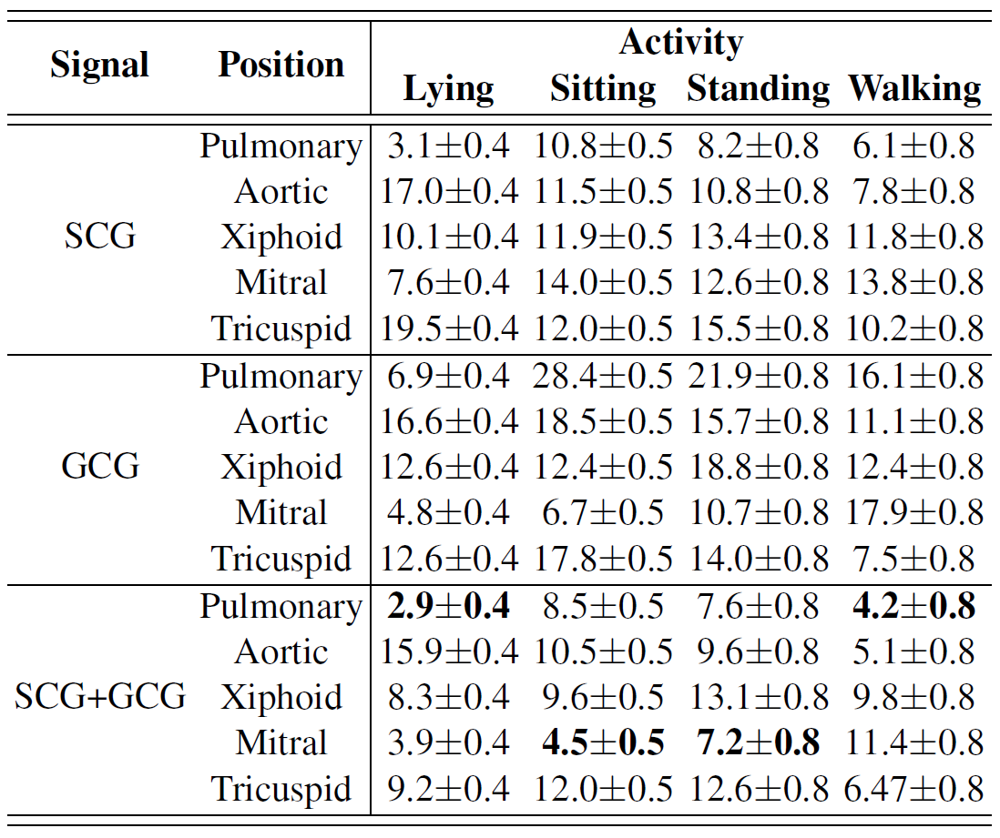 Activity
Signal Position Lying Sitting Standing Walking
Pulmonary 3.1±0.4 10.8±0.5 8.2±0.8 6.1±0.8
Aortic 17.0±0.4 11.5±0.5 10.8±0.8 7.8±0.8
SCG Xiphoid 10.1±0.4 11.9±0.5 13.4±0.8 11.8±0.8
Mitral 7.6±0.4 14.0±0.5 12.6±0.8 13.8±0.8
Tricuspid 19.5±0.4 12.0±0.5 15.5±0.8 10.2±0.8
Pulmonary 6.9±0.4 28.4±0.5 21.9±0.8 16.1±0.8
Aortic 16.6±0.4 18.5±0.5 15.7±0.8 11.1±0.8
GCG Xiphoid 12.6±0.4 12.4±0.5 18.8±0.8 12.4±0.8
Mitral 4.8±0.4 6.7±0.5 10.7±0.8 17.9±0.8
Tricuspid 12.6±0.4 17.8±0.5 14.0±0.8 7.5±0.8
Pulmonary 2.9±0.4 8.5±0.5 7.6±0.8 4.2±0.8
Aortic 15.9±0.4 10.5±0.5 9.6±0.8 5.1±0.8
SCG+GCG Xiphoid 8.3±0.4 9.6±0.5 13.1±0.8 9.8±0.8
Mitral 3.9±0.4 4.5±0.5 7.2±0.8 11.4±0.8
Tricuspid 9.2±0.4 12.0±0.5 12.6±0.8 6.47±0.8